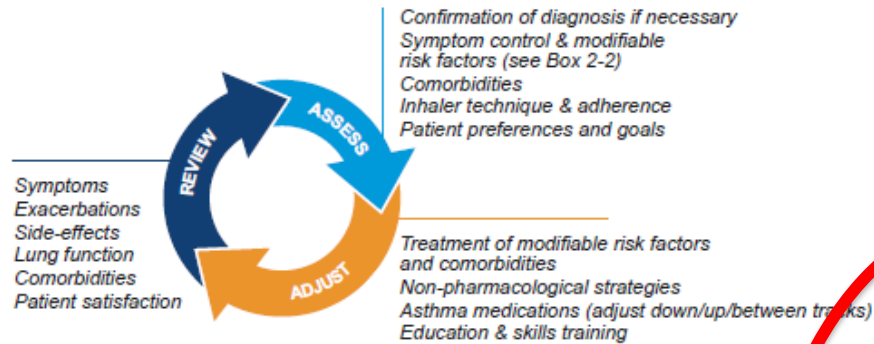 Confirmation of diagnosis if necessary
Symptom control & modifiable
risk factors (see Box 2-2)
Comorbidities
Inhaler technique & adherence
Patient preferences and goals
ASSESS
REVIEW
Symptoms
Exacerbations
Side-effects
Lung function
Comorbidities
Patient satisfaction
ADJUST
Treatment of modifiable risk factors
and comorbidities
Non-pharmacological strategies
Asthma medications (adjust down/up/between tracks)
Education & skills training